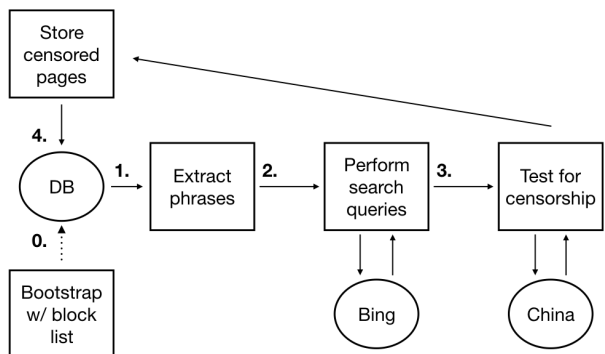 Store
censored
pages
4.
DB
1.
Extract
phrases
2.
Perform
search
queries
3.
Test for
censorship
0.
Bootstrap
w/ block
list
Bing
China